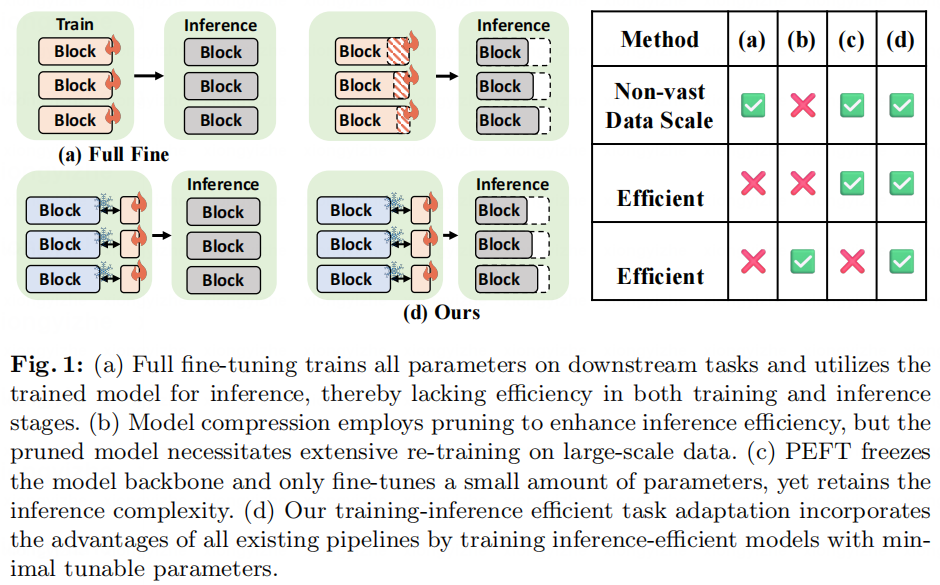 Train
Inference
Block
Block
Block
Block
Block
Block
(a) Full Fine
Inference
Block
Block
Block
Block
Block
Block
Inference
Block
Block
Block
Block
Block
Block
Inference
Block
Block
Block
Block
Block
Block
(d) Ours
Method (a) (b) (c) (d)
Non-vast
Data Scale
Efficient
Efficient
Fig. 1: (a) Full fine-tuning trains all parameters on downstream tasks and utilizes the
trained model for inference, thereby lacking efficiency in both training and inference
stages. (b) Model compression employs pruning to enhance inference efficiency, but the
pruned model necessitates extensive re-training on large-scale data. (c) PEFT freezes
the model backbone and only fine-tunes a small amount of parameters, yet retains the
inference complexity. (d) Our training-inference efficient task adaptation incorporates
the advantages of all existing pipelines by training inference-efficient models with min-
imal tunable parameters.